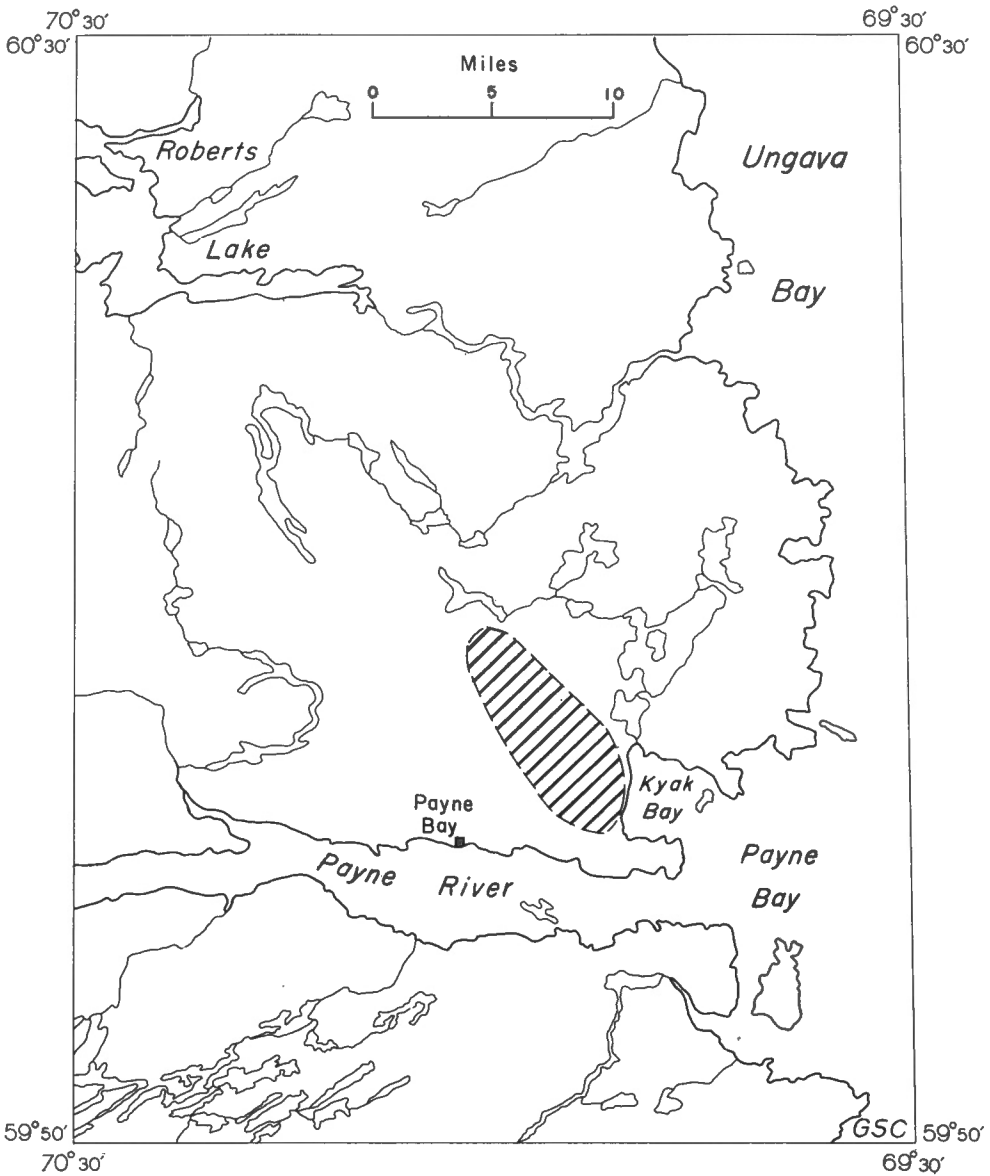 70°30′
69°30′
60°30′
60°30′
Miles
0 5 10
Roberts
Ungava
Lake
Bay
Kyak
Bay
Payne
Bay
Payne
Bay
Payne River
GSC
59°50′
59°50′
70°30′
69°30′